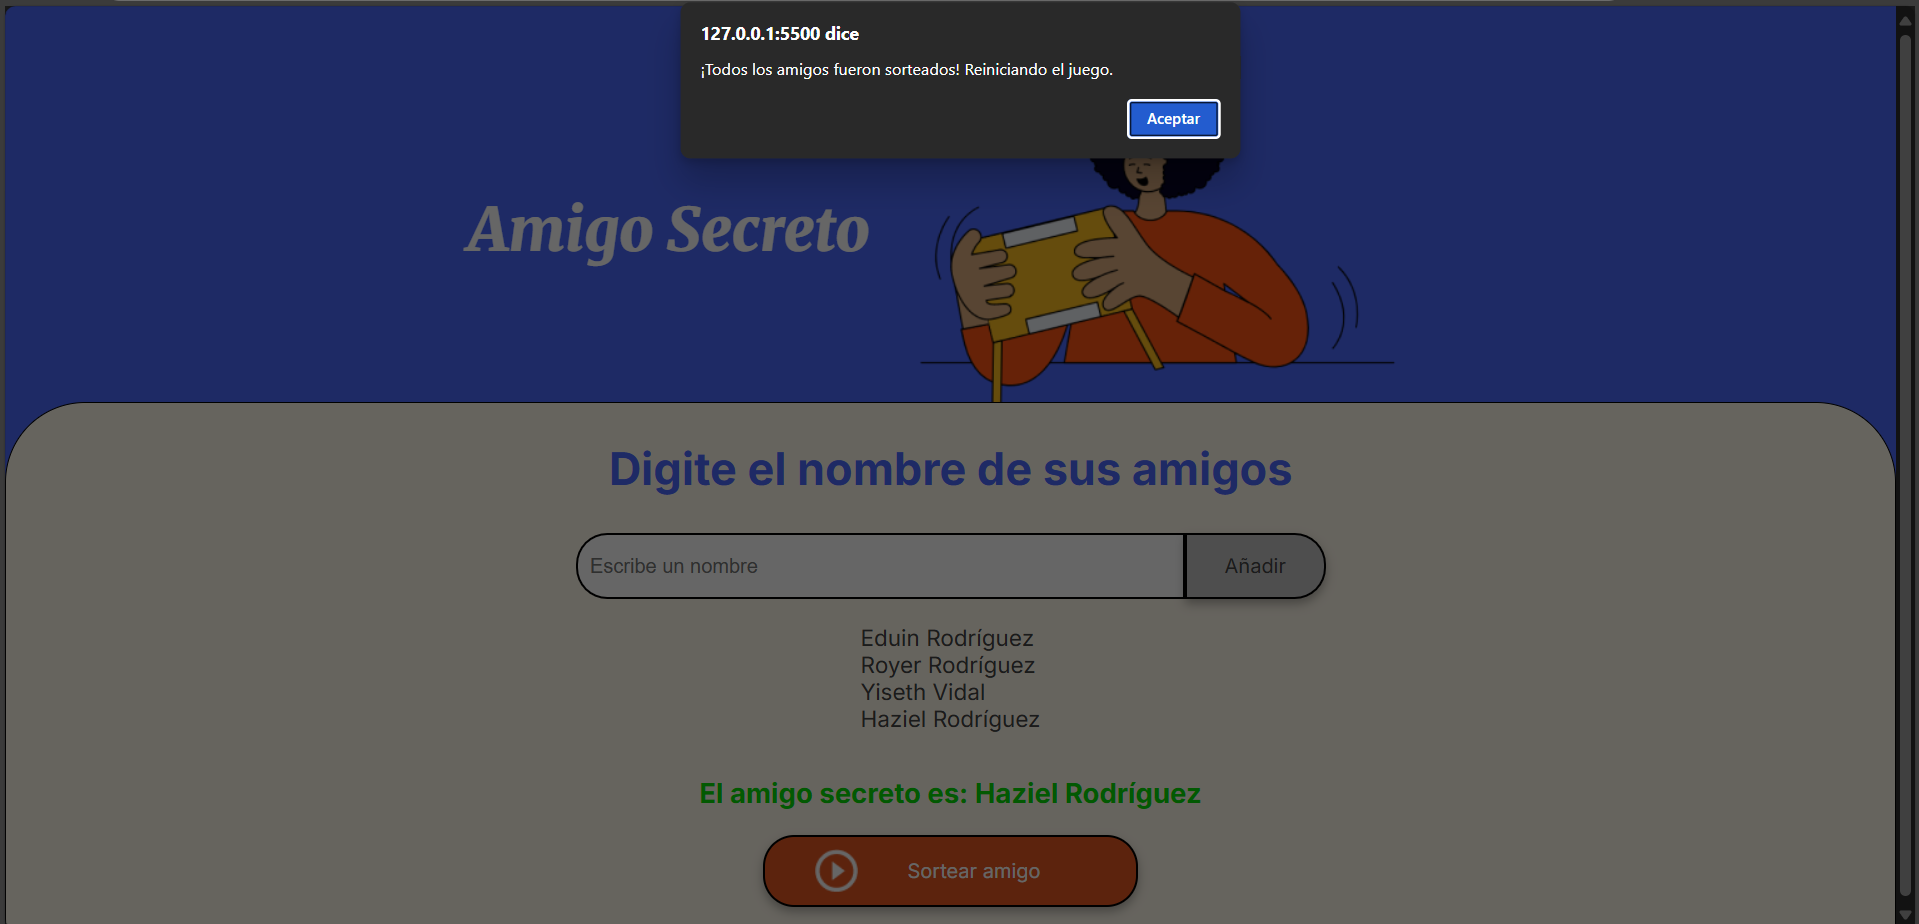 127.0.0.1:5500 dice
¡Todos los amigos fueron sorteados! Reiniciando el juego.
Aceptar
Amigo Secreto
Digite el nombre de sus amigos
Escribe un nombre
Añadir
Eduin Rodríguez
Royer Rodríguez
Yiseth Vidal
Haziel Rodríguez
El amigo secreto es: Haziel Rodríguez
Sortear amigo